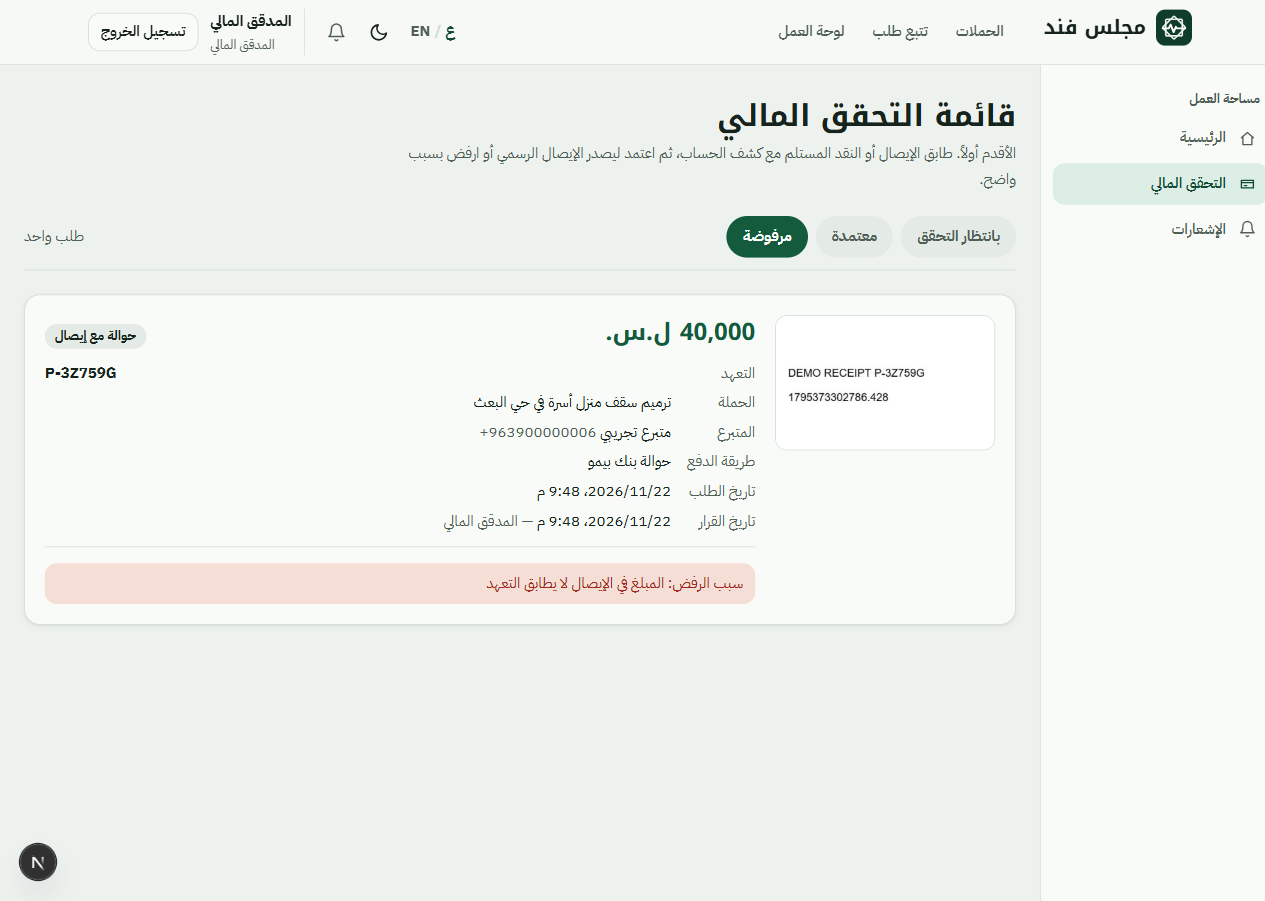 مجلس فند
الحملات
تتبع طلب
لوحة العمل
ع / EN
المدقق المالي
المدقق المالي
تسجيل الخروج
مساحة العمل
الرئيسية
التحقق المالي
الإشعارات
قائمة التحقق المالي
الأقدم أولاً. طابق الإيصال أو النقد المستلم مع كشف الحساب، ثم اعتمد ليصدر الإيصال الرسمي أو ارفض بسبب
واضح.
بانتظار التحقق
معتمدة
مرفوضة
طلب واحد
DEMO RECEIPT P-3Z759G
1795373302786.428
40,000 ل.س.
حوالة مع إيصال
التعهد P-3Z759G
الحملة ترميم سقف منزل أسرة في حي البعث
المتبرع متبرع تجريبي +963900000006
طريقة الدفع حوالة بنك بيمو
تاريخ الطلب 2026/11/22، 9:48 م
تاريخ القرار 2026/11/22، 9:48 م — المدقق المالي
سبب الرفض: المبلغ في الإيصال لا يطابق التعهد
N